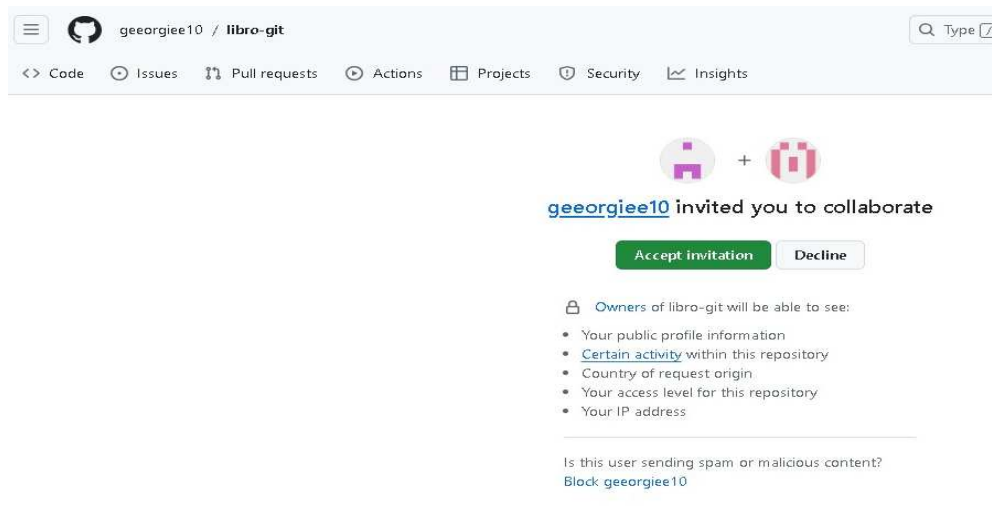 geeorgiee10 / libro-git
Type /
Code Issues Pull requests Actions Projects Security Insights
+
geeorgiee10 invited you to collaborate
Accept invitation Decline
Owners of libro-git will be able to see:
• Your public profile information
• Certain activity within this repository
• Country of request origin
• Your access level for this repository
• Your IP address
Is this user sending spam or malicious content?
Block geeorgiee10